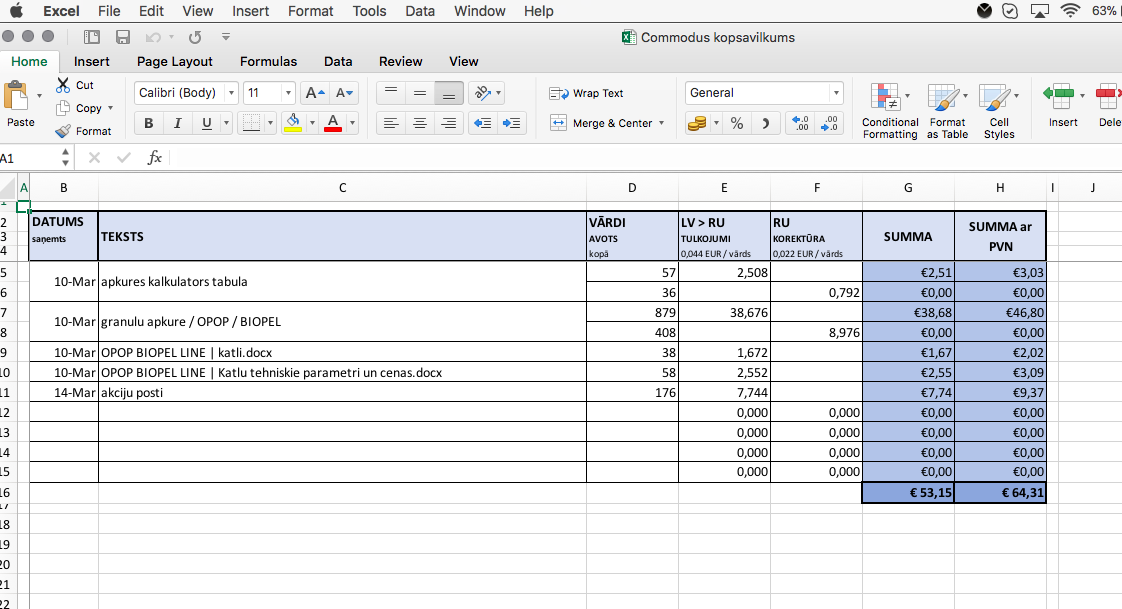 Excel File Edit View Insert Format Tools Data Window Help 63%
Commodus kopsavilkums
Home Insert Page Layout Formulas Data Review View
Paste
Cut
Copy
Format
Calibri (Body) 11 A A
B I U A
Wrap Text
Merge & Center
General
% ,0 ,00 ,00 ,0
Conditional Formatting
Format as Table
Cell Styles
Insert
Dele
A1 fx
A B C D E F G H I J
DATUMS
saņemts
TEKSTS
VĀRDI
AVOTS
kopā
LV > RU
TULKOJUMI
0,044 EUR / vārds
RU
KOREKTŪRA
0,022 EUR / vārds
SUMMA
SUMMA ar
PVN
2
3
4
5 10-Mar apkures kalkulators tabula 57 2,508 €2,51 €3,03
6 36 0,792 €0,00 €0,00
7 10-Mar granulu apkure / OPOP / BIOPEL 879 38,676 €38,68 €46,80
8 408 8,976 €0,00 €0,00
9 10-Mar OPOP BIOPEL LINE | katli.docx 38 1,672 €1,67 €2,02
10 10-Mar OPOP BIOPEL LINE | Katlu tehniskie parametri un cenas.docx 58 2,552 €2,55 €3,09
11 14-Mar akciju posti 176 7,744 €7,74 €9,37
12 0,000 0,000 €0,00 €0,00
13 0,000 0,000 €0,00 €0,00
14 0,000 0,000 €0,00 €0,00
15 0,000 0,000 €0,00 €0,00
16 € 53,15 € 64,31
17
18
19
20
21
22